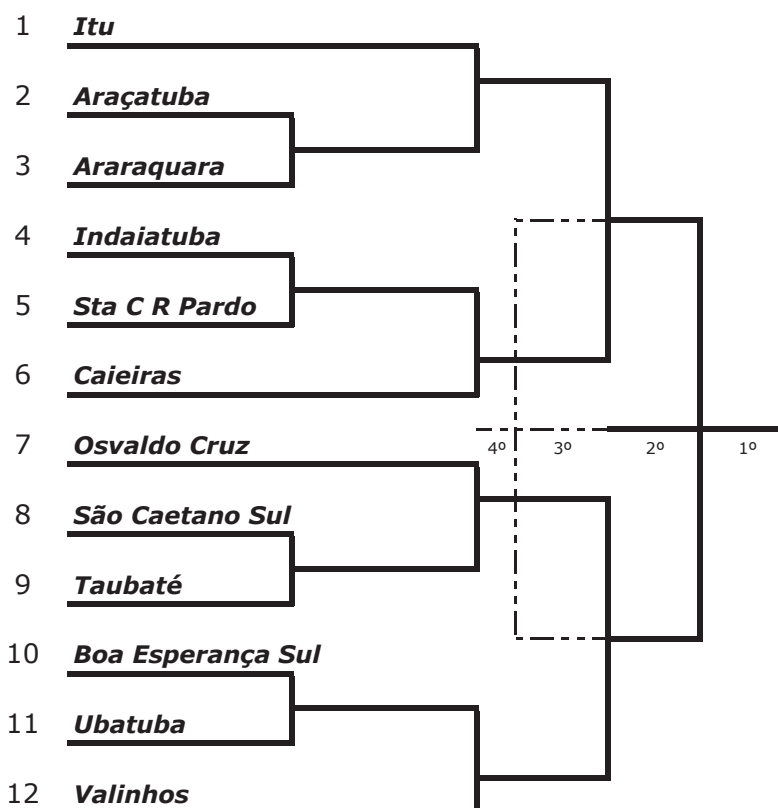 1 Itu
2 Araçatuba
3 Araraquara
4 Indaiatuba
5 Sta C R Pardo
6 Caieiras
7 Osvaldo Cruz
4º 3º 2º 1º
8 São Caetano Sul
9 Taubaté
10 Boa Esperança Sul
11 Ubatuba
12 Valinhos